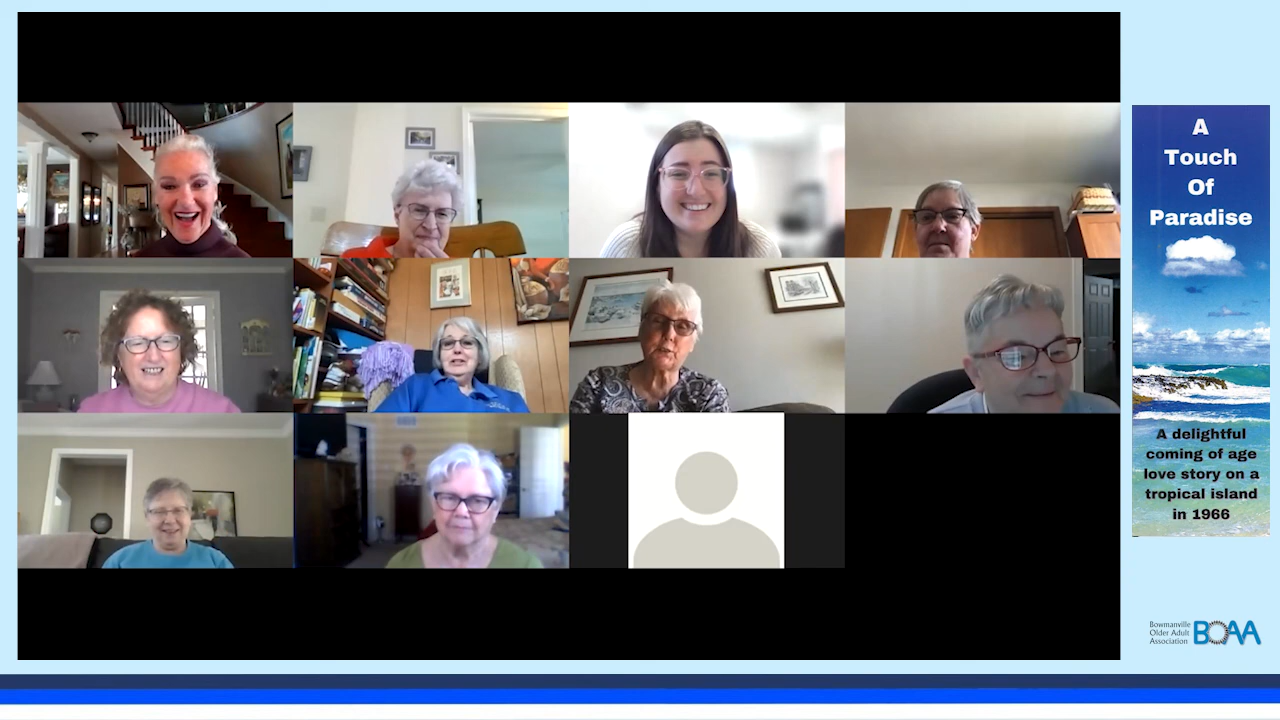 A
Touch
Of
Paradise
A delightful
coming of age
love story on a
tropical island
in 1966
Bowmanville
Older Adult
Association
BOAA